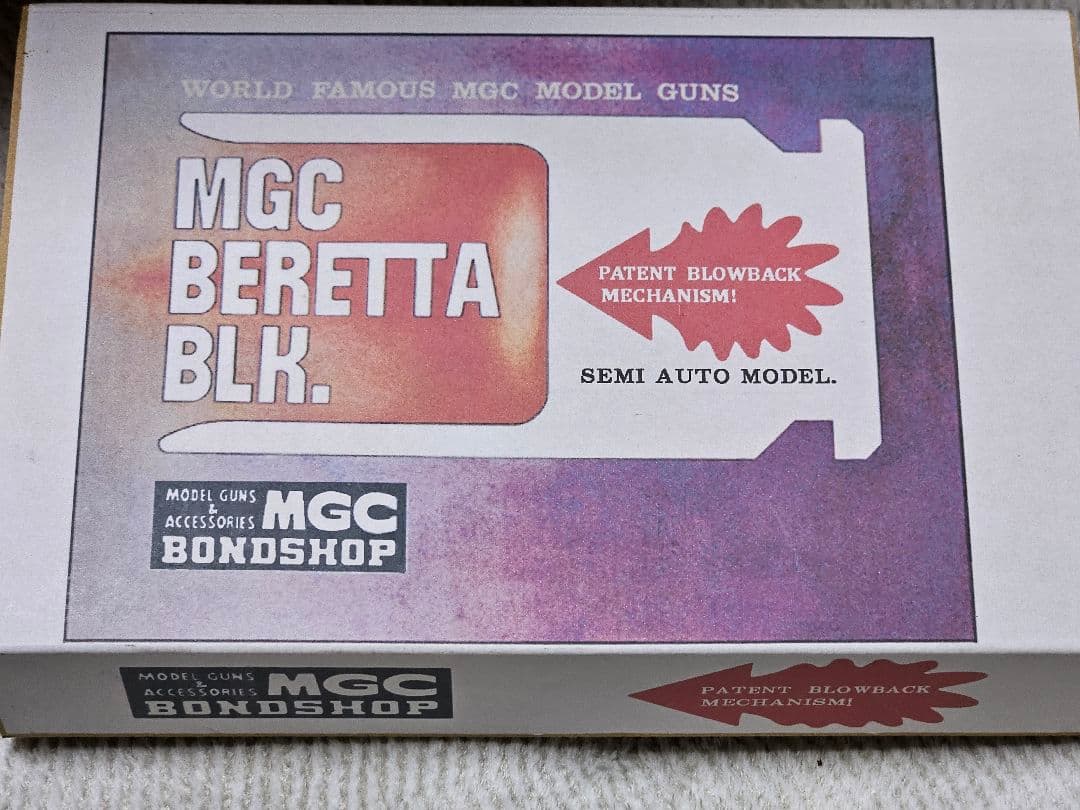 WORLD FAMOUS MGC MODEL GUNS
MGC
BERETTA
BLK.
PATENT BLOWBACK
MECHANISM!
SEMI AUTO MODEL.
MODEL GUNS
&
ACCESSORIES
MGC
BONDSHOP
MODEL GUNS
&
ACCESSORIES
MGC
BONDSHOP
PATENT BLOWBACK
MECHANISM!